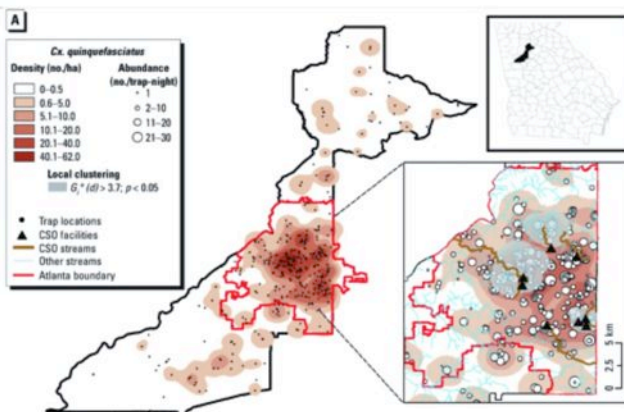 A
Cx. quinquefasciatus
Density (no./ha)
Abundance
(no./trap-night)
0–0.5
0.6–5.0
5.1–10.0
10.1–20.0
20.1–40.0
40.1–62.0
1
2–10
11–20
21–30
Local clustering
Gᵢ* (d) > 3.7; p < 0.05
Trap locations
CSO facilities
CSO streams
Other streams
Atlanta boundary
0
5
5 km